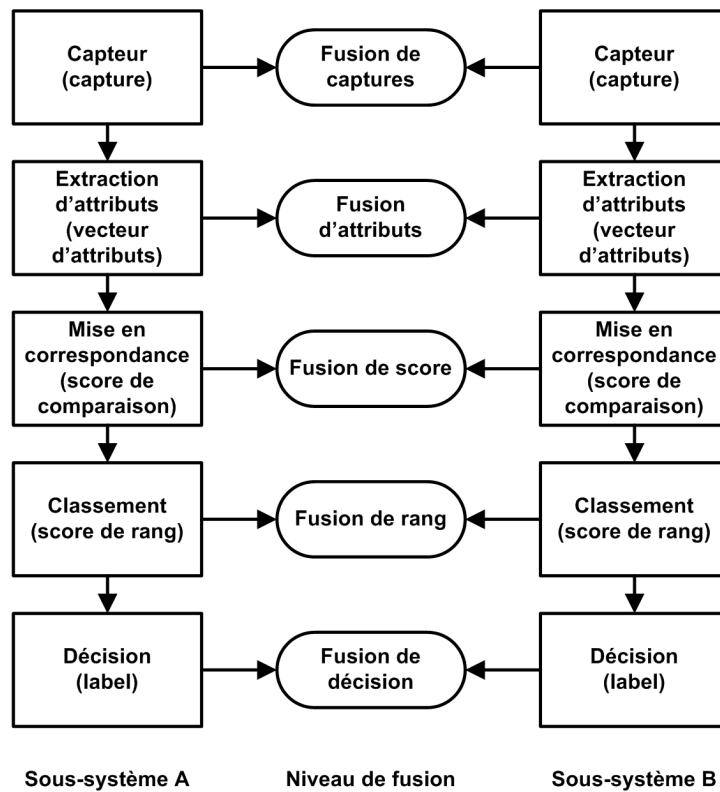 Capteur
(capture)
Fusion de
captures
Capteur
(capture)
Extraction
d'attributs
(vecteur
d'attributs)
Fusion
d'attributs
Extraction
d'attributs
(vecteur
d'attributs)
Mise en
correspondance
(score de
comparaison)
Fusion de score
Mise en
correspondance
(score de
comparaison)
Classement
(score de rang)
Fusion de rang
Classement
(score de rang)
Décision
(label)
Fusion de
décision
Décision
(label)
Sous-système A
Niveau de fusion
Sous-système B